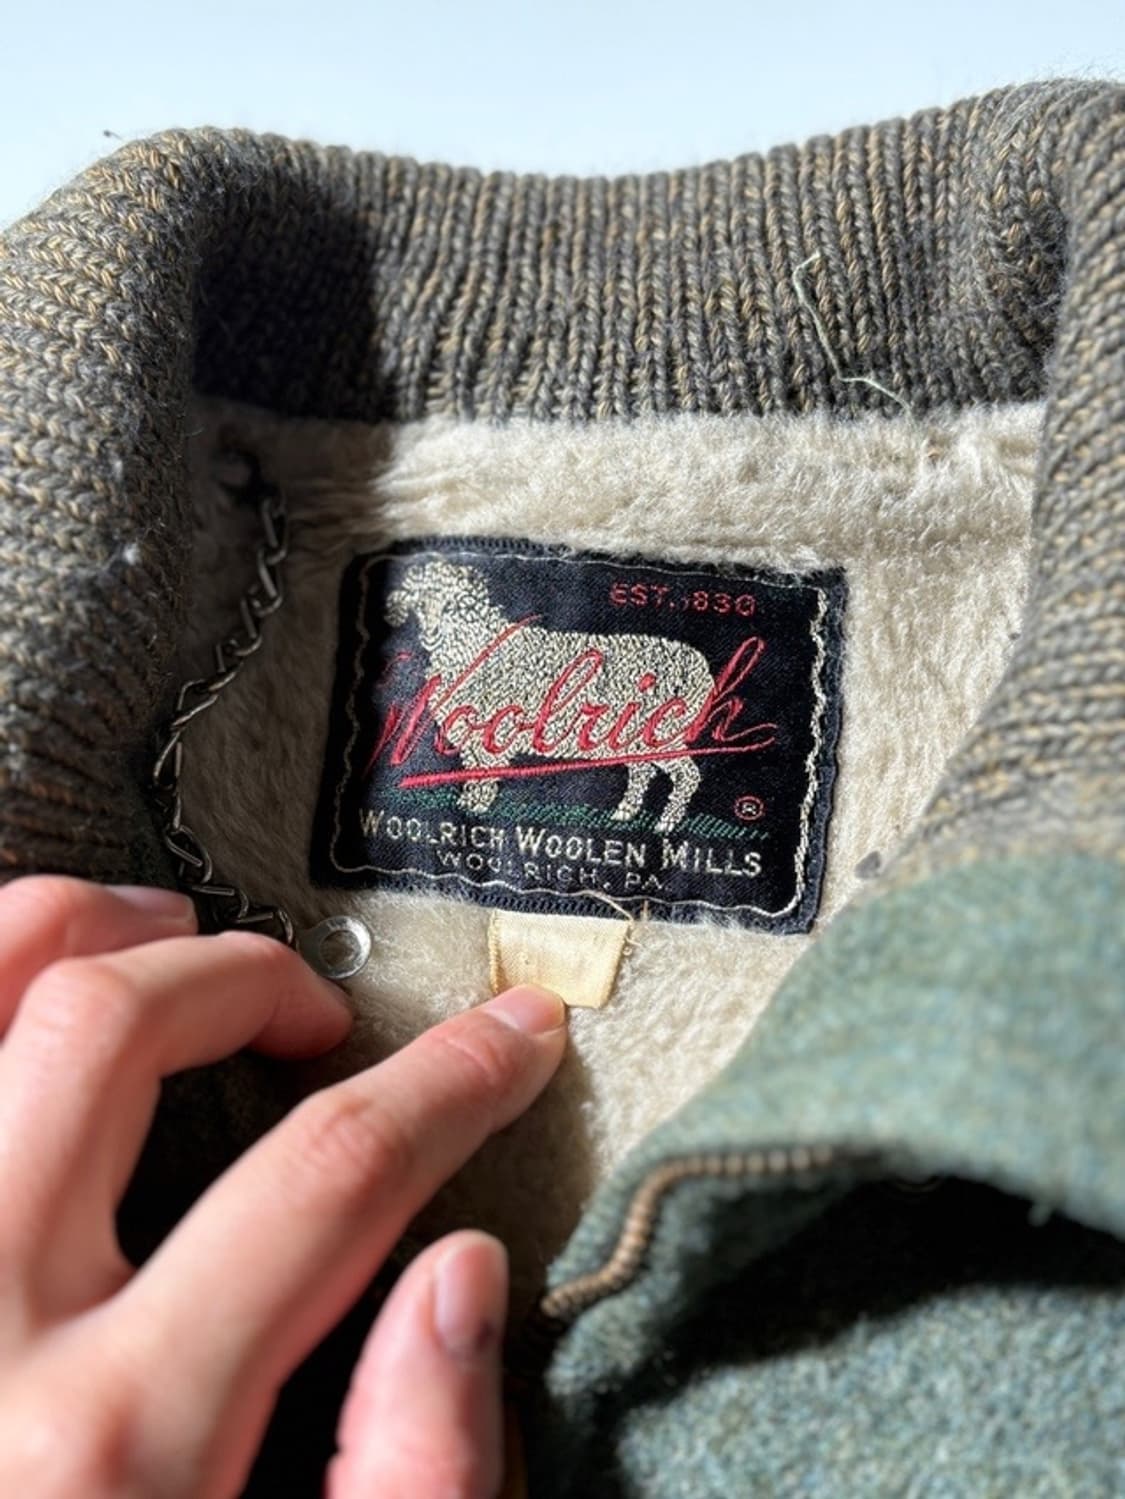 EST. 1830
Woolrich
®
WOOLRICH WOOLEN MILLS
WOOLRICH, PA